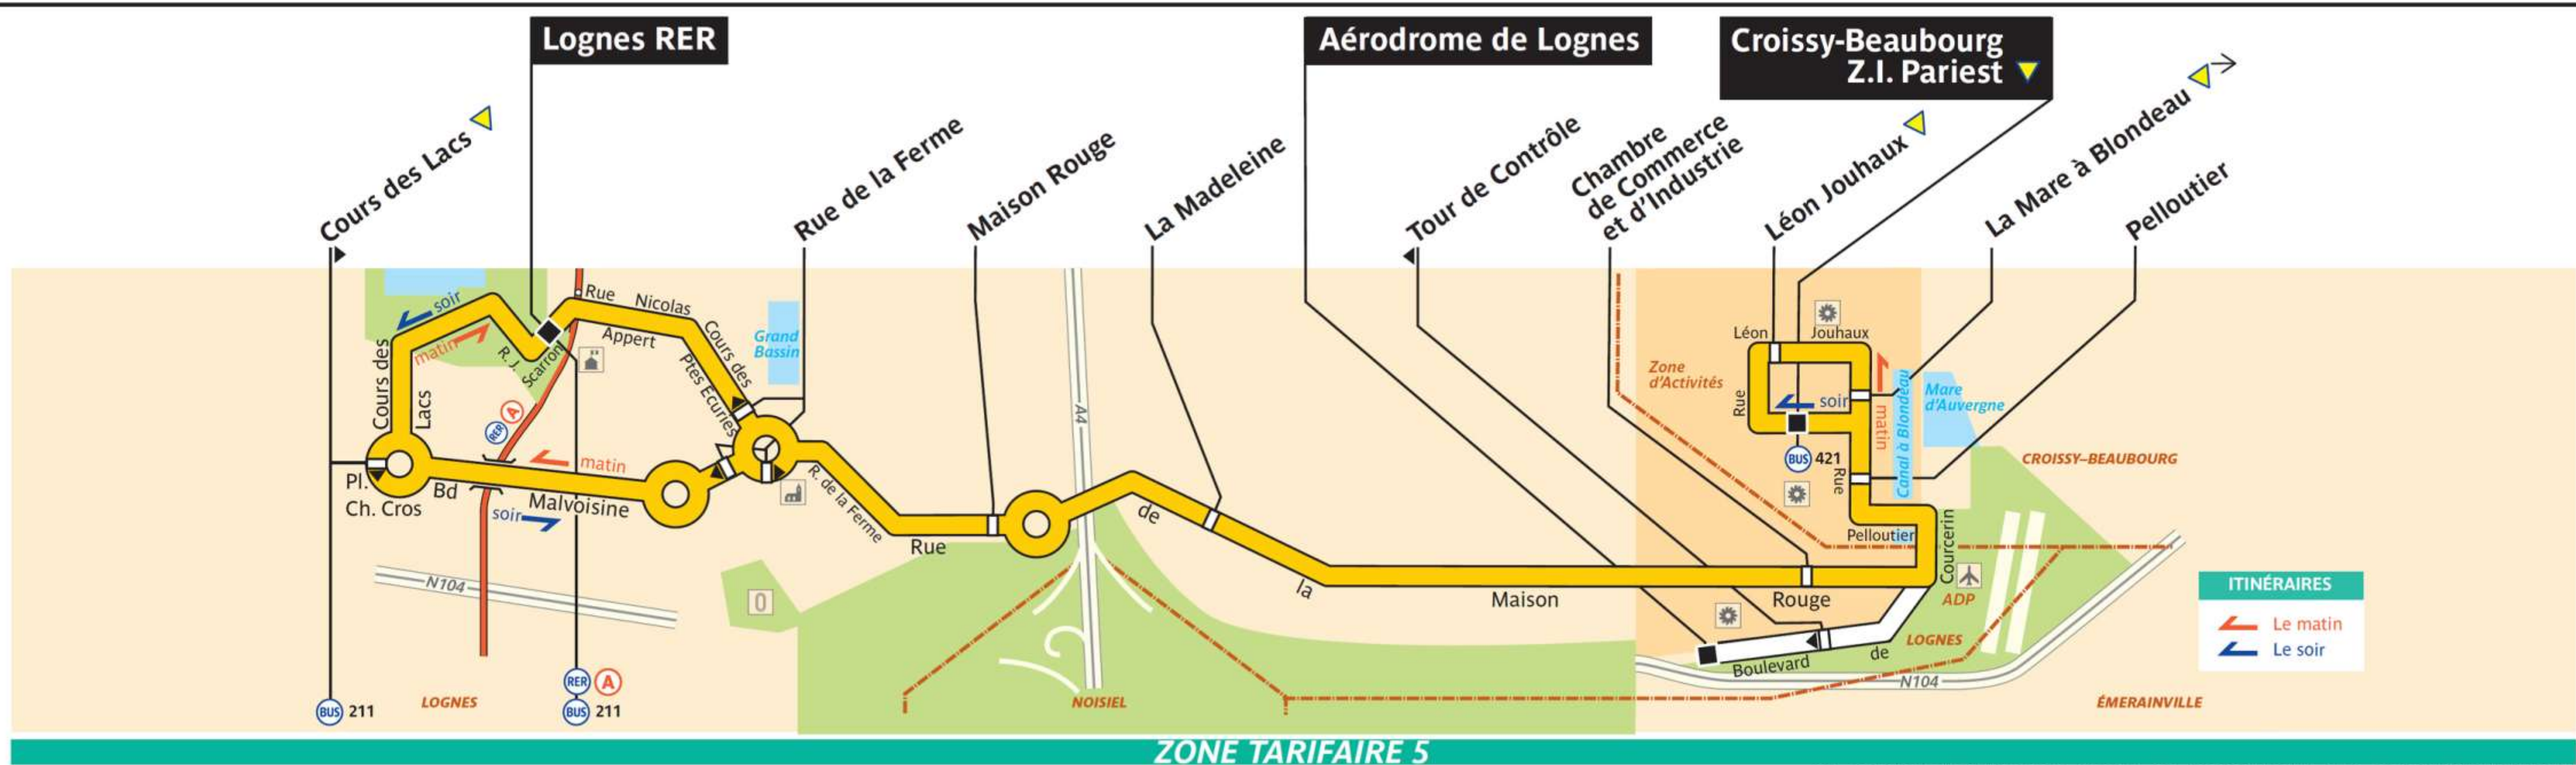 Lognes RER
Aérodrome de Lognes
Croissy-Beaubourg
Z.I. Pariest
Cours des Lacs
Rue de la Ferme
Maison Rouge
La Madeleine
Tour de Contrôle
Chambre
de Commerce
et d'Industrie
Léon Jouhaux
La Mare à Blondeau
Pelloutier
soir
matin
Cours des
Lacs
R. J.
Scarron
Rue Nicolas
Appert
Cours des
Ptes Ecuries
Grand
Bassin
RER A
matin
Pl.
Ch. Cros
Bd
Malvoisine
soir
N104
R. de la Ferme
Rue
A4
de
la
Maison
Rouge
Zone
d'Activités
Léon
Jouhaux
Rue
soir
matin
BUS 421
Rue
Canal à Blondeau
Mare
d'Auvergne
CROISSY–BEAUBOURG
Pelloutier
Courcerin
ADP
LOGNES
Boulevard
de
N104
ITINÉRAIRES
Le matin
Le soir
RER A
BUS 211
BUS 211
LOGNES
NOISIEL
ÉMERAINVILLE
ZONE TARIFAIRE 5